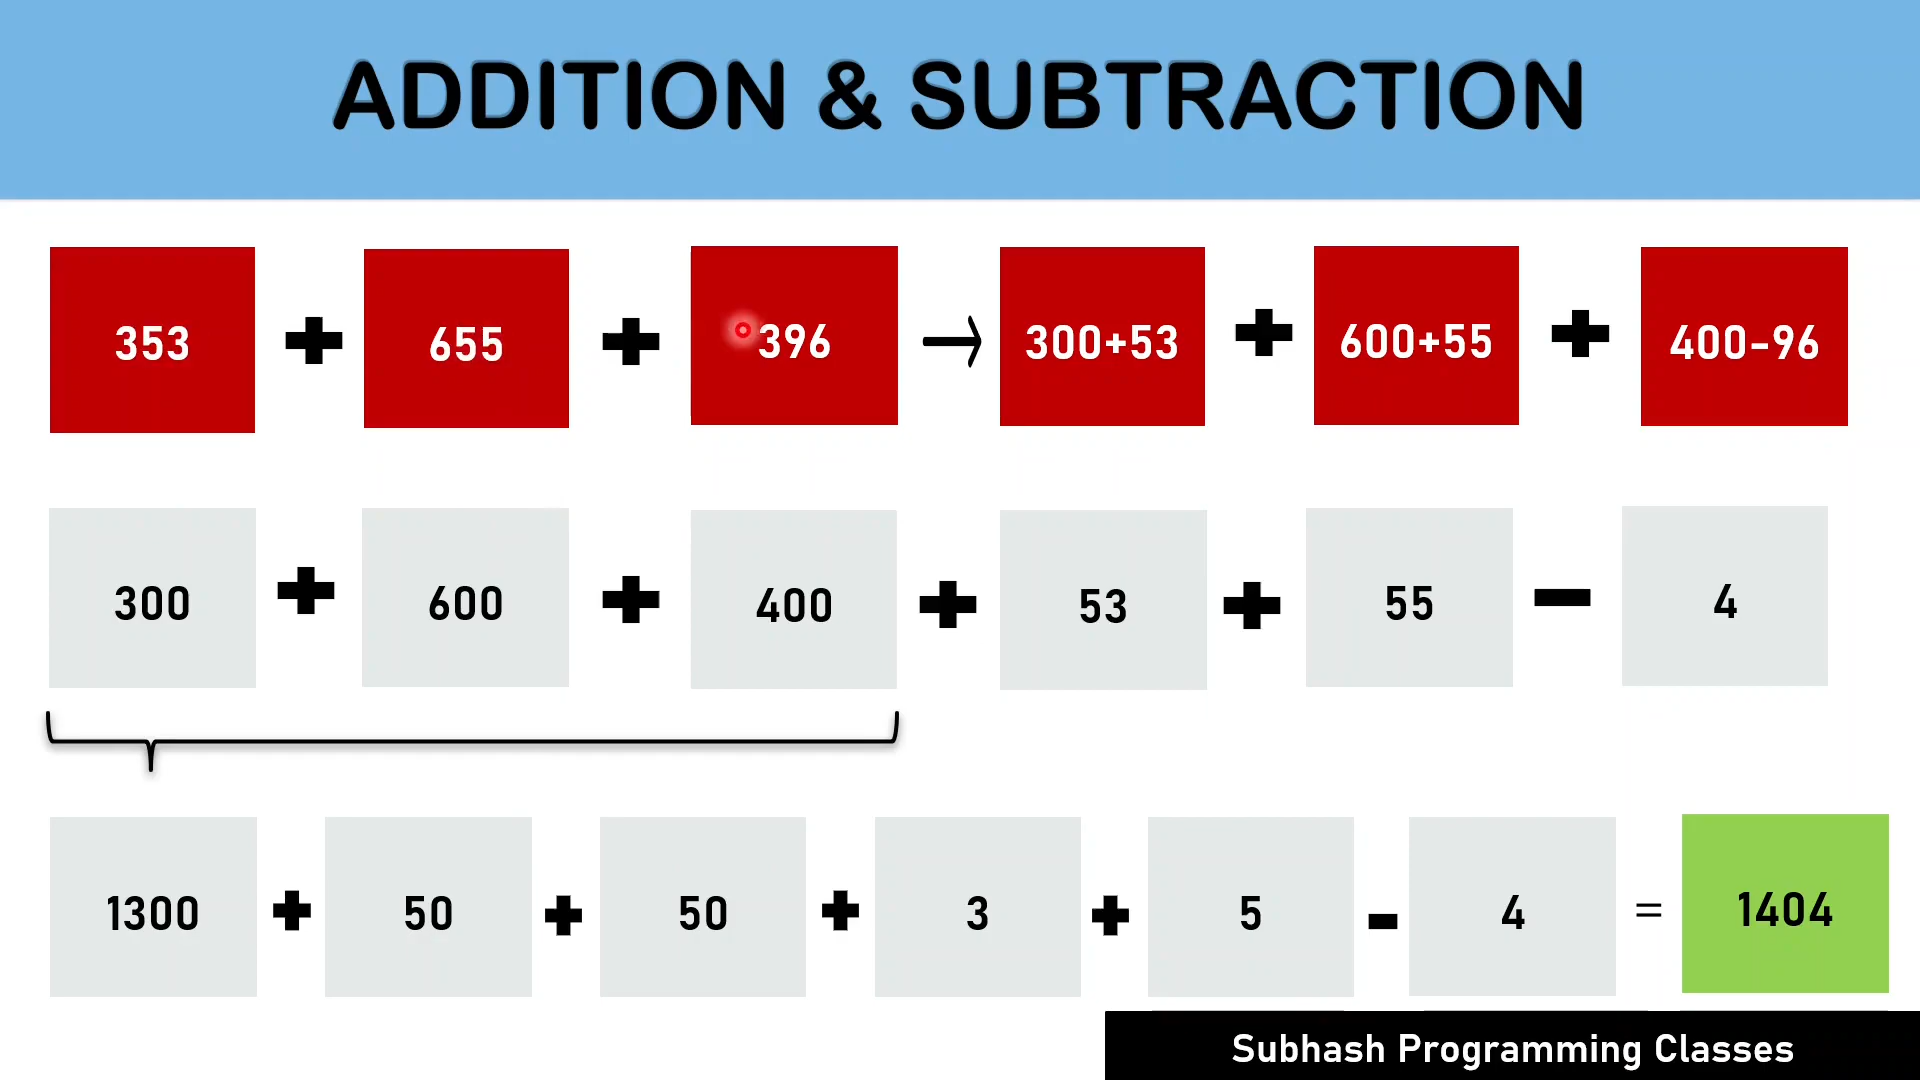 ADDITION & SUBTRACTION
353 + 655 + 396 → 300+53 + 600+55 + 400-96
300 + 600 + 400 + 53 + 55 - 4
1300 + 50 + 50 + 3 + 5 - 4 = 1404
Subhash Programming Classes